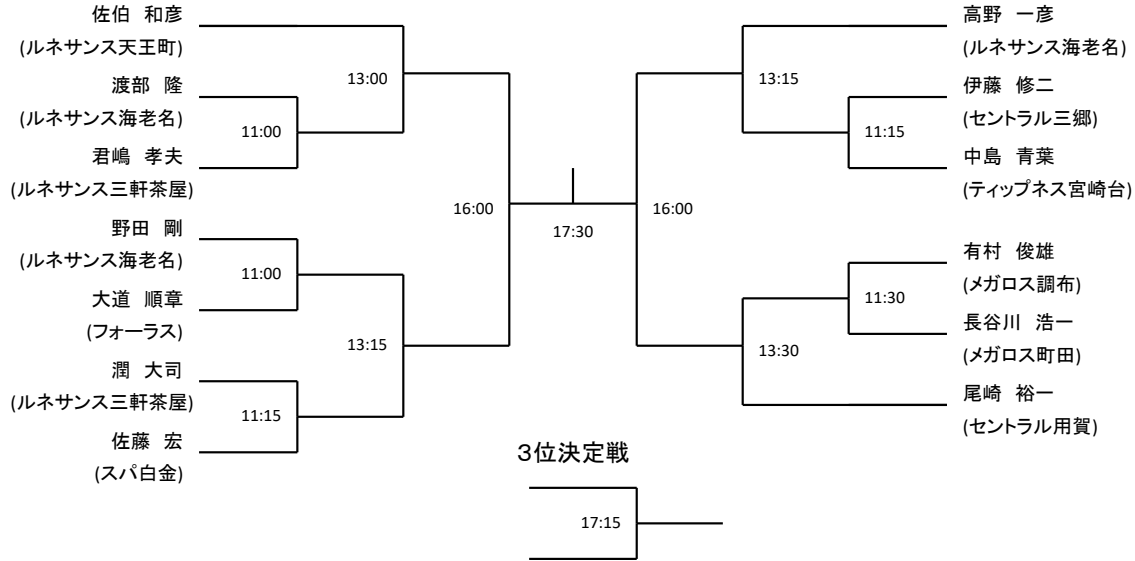 佐伯　和彦
(ルネサンス天王町)
13:00
渡部　隆
(ルネサンス海老名)
11:00
君嶋　孝夫
(ルネサンス三軒茶屋)
16:00
野田　剛
(ルネサンス海老名)
11:00
大道　順章
(フォーラス)
13:15
潤　大司
(ルネサンス三軒茶屋)
11:15
佐藤　宏
(スパ白金)
17:30
高野　一彦
(ルネサンス海老名)
13:15
伊藤　修二
(セントラル三郷)
11:15
中島　青葉
(ティップネス宮崎台)
16:00
有村　俊雄
(メガロス調布)
11:30
長谷川　浩一
(メガロス町田)
13:30
尾崎　裕一
(セントラル用賀)
3位決定戦
17:15